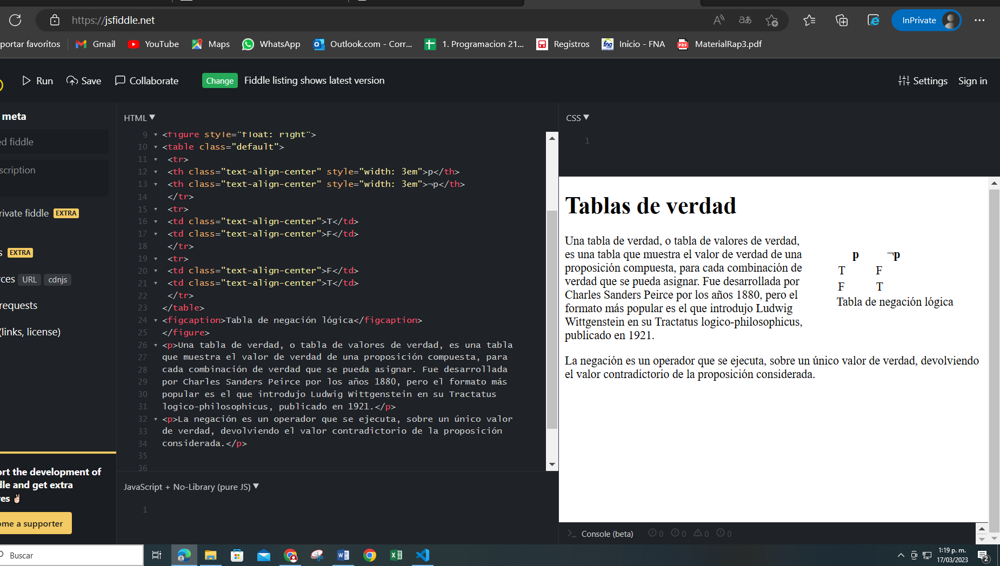 https://jsfiddle.net
InPrivate
portar favoritos
Gmail
YouTube
Maps
WhatsApp
Outlook.com - Corr...
1. Programacion 21...
Registros
Inicio - FNA
MaterialRap3.pdf
Run
Save
Collaborate
Change
Fiddle listing shows latest version
Settings
Sign in
meta
ed fiddle
scription
rivate fiddle EXTRA
s EXTRA
rces URL cdnjs
requests
(links, license)
ort the development of
dle and get extra
res ✌🏻
ome a supporter
HTML ▼
9 <figure style="float: right">
10 <table class="default">
11 <tr>
12 <th class="text-align-center" style="width: 3em">p</th>
13 <th class="text-align-center" style="width: 3em">¬p</th>
14 </tr>
15 <tr>
16 <td class="text-align-center">T</td>
17 <td class="text-align-center">F</td>
18 </tr>
19 <tr>
20 <td class="text-align-center">F</td>
21 <td class="text-align-center">T</td>
22 </tr>
23 </table>
24 <figcaption>Tabla de negación lógica</figcaption>
25 </figure>
26 <p>Una tabla de verdad, o tabla de valores de verdad, es una tabla
27 que muestra el valor de verdad de una proposición compuesta, para
28 cada combinación de verdad que se pueda asignar. Fue desarrollada
29 por Charles Sanders Peirce por los años 1880, pero el formato más
30 popular es el que introdujo Ludwig Wittgenstein en su Tractatus
31 logico-philosophicus, publicado en 1921.</p>
32 <p>La negación es un operador que se ejecuta, sobre un único valor
33 de verdad, devolviendo el valor contradictorio de la proposición
34 considerada.</p>
35
36
JavaScript + No-Library (pure JS) ▼
1
CSS ▼
1
Tablas de verdad
Una tabla de verdad, o tabla de valores de verdad,
es una tabla que muestra el valor de verdad de una
proposición compuesta, para cada combinación de
verdad que se pueda asignar. Fue desarrollada por
Charles Sanders Peirce por los años 1880, pero el
formato más popular es el que introdujo Ludwig
Wittgenstein en su Tractatus logico-philosophicus,
publicado en 1921.
p ¬p
T F
F T
Tabla de negación lógica
La negación es un operador que se ejecuta, sobre un único valor de verdad, devolviendo
el valor contradictorio de la proposición considerada.
Console (beta) 0 0 0 0
Buscar
1:19 p. m.
17/03/2023
2